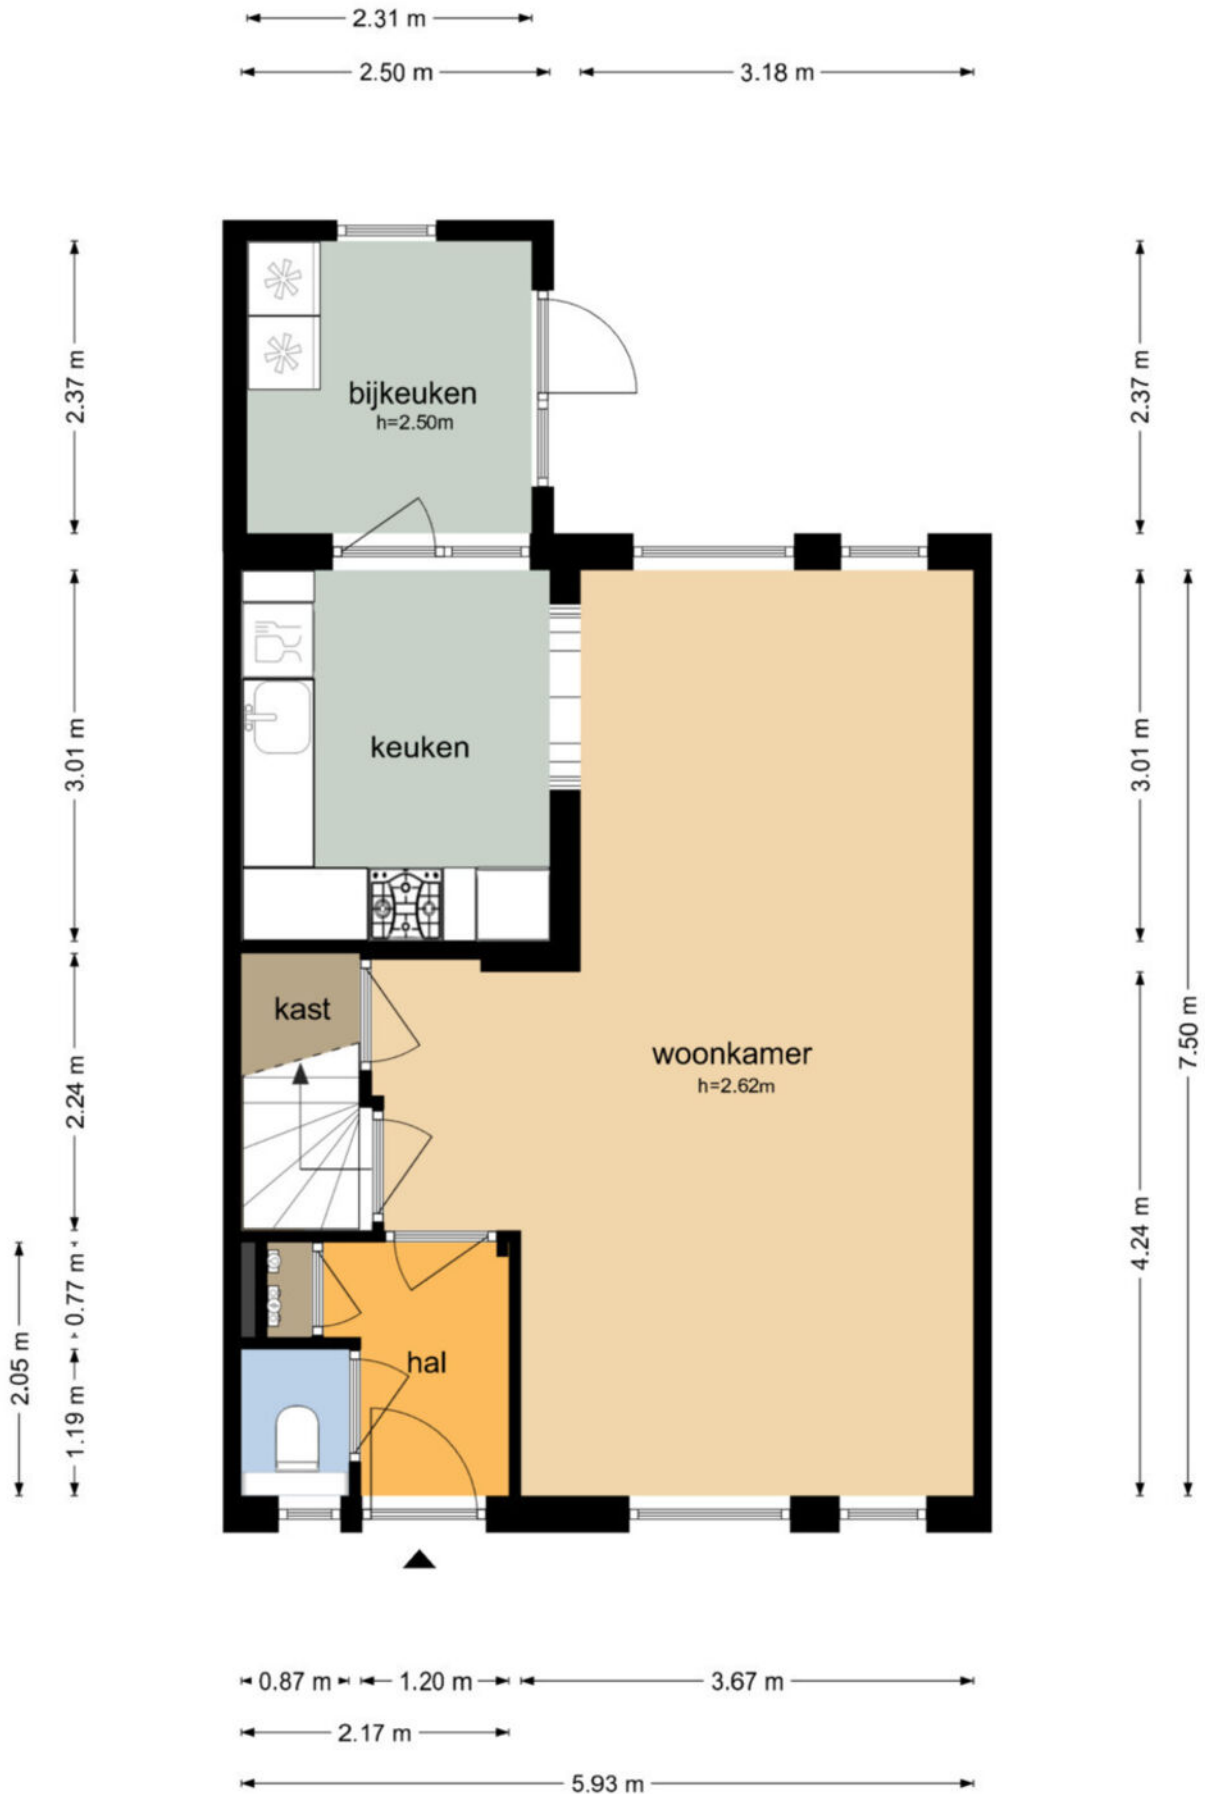 2.31 m
2.50 m
3.18 m
2.37 m
2.37 m
bijkeuken
h=2.50m
3.01 m
keuken
3.01 m
7.50 m
kast
woonkamer
h=2.62m
2.24 m
4.24 m
0.77 m
2.05 m
1.19 m
hal
0.87 m
1.20 m
3.67 m
2.17 m
5.93 m